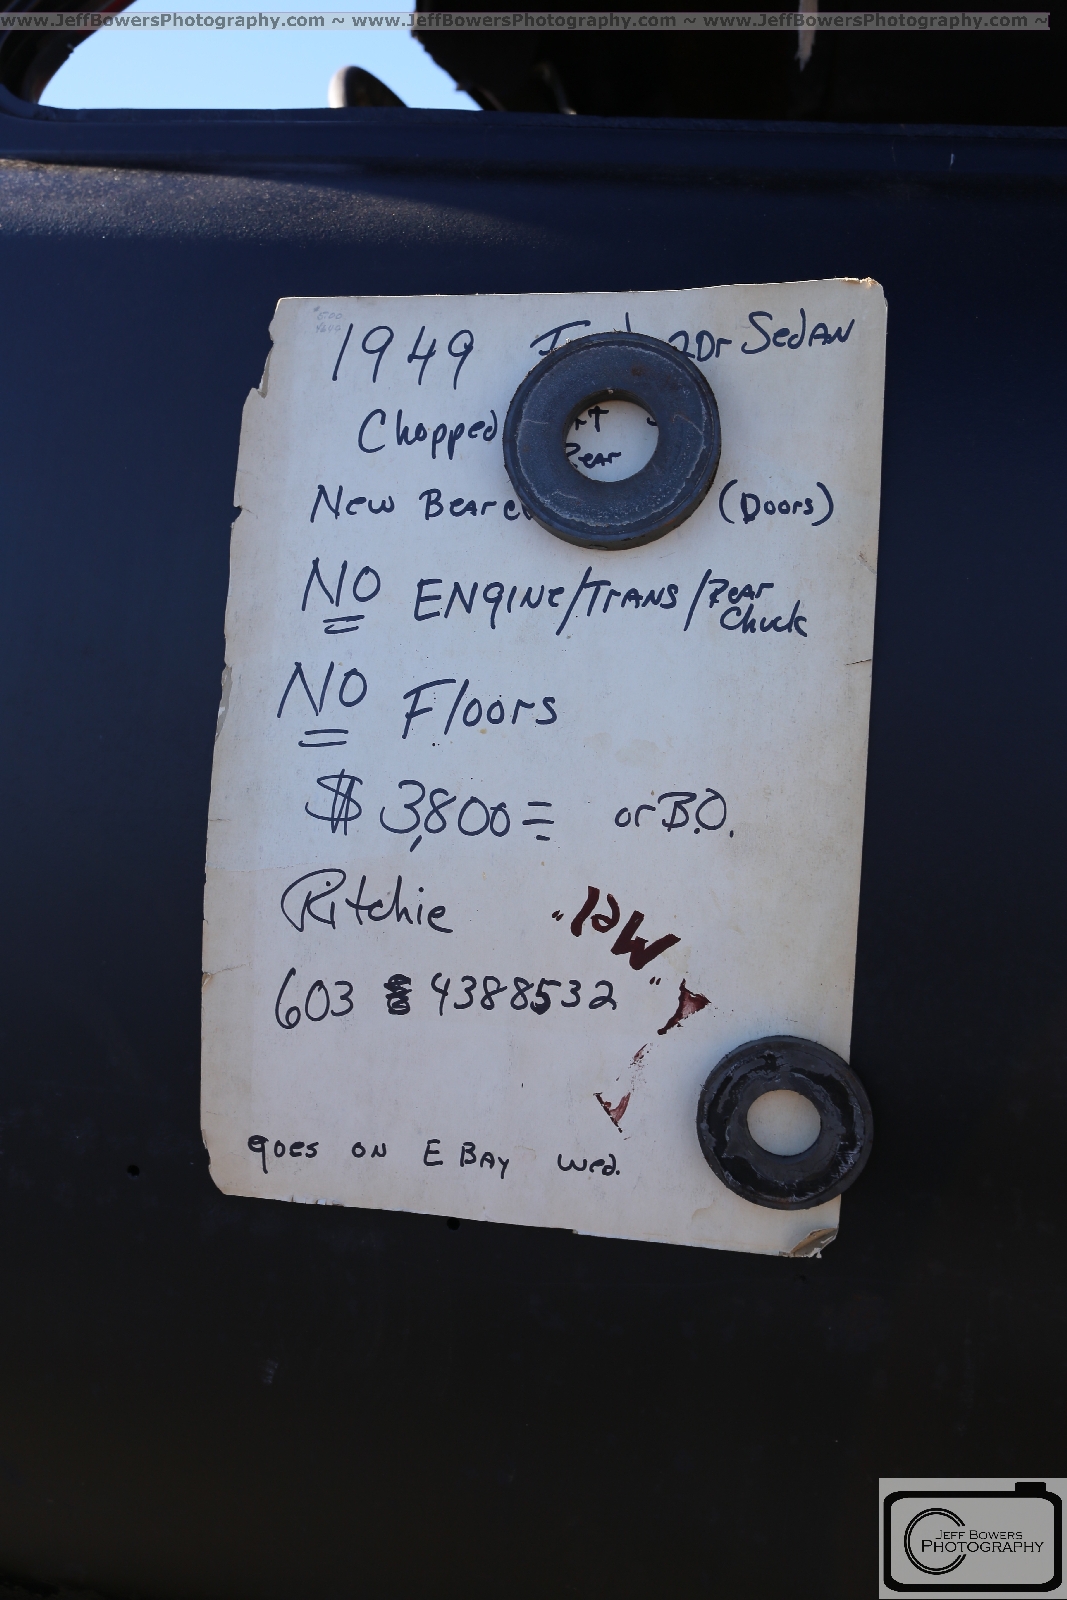 www.JeffBowersPhotography.com ~ www.JeffBowersPhotography.com ~ www.JeffBowersPhotography.com ~
1949 2Dr Sedan
Chopped
Rear
New (Doors)
NO Engine/Trans/Rear
Chuck
NO Floors
$3,800= or B.O.
Ritchie
603 4388532
goes on E Bay Wed.
Jeff Bowers
Photography